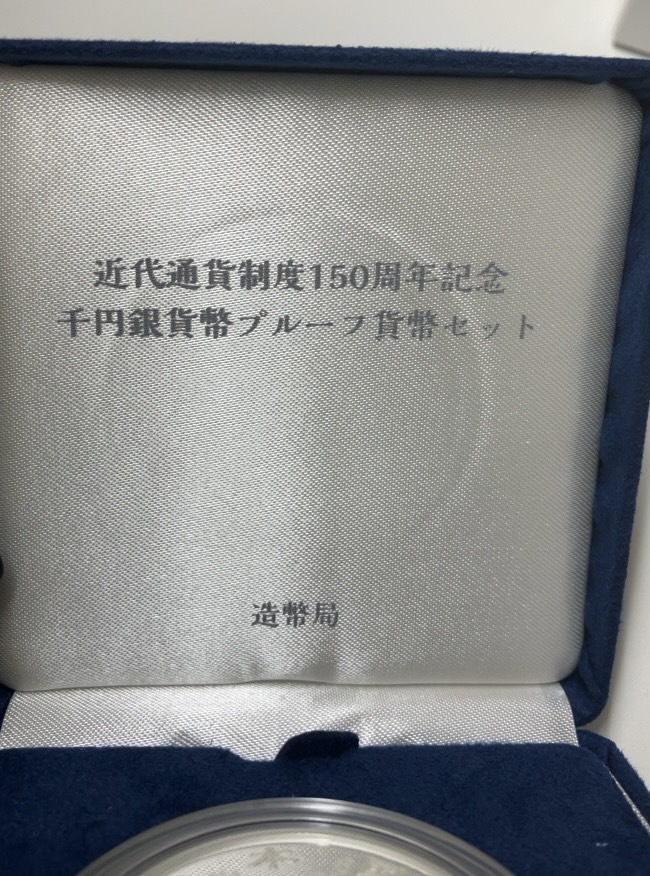 近代通貨制度150周年記念
千円銀貨幣プルーフ貨幣セット
造幣局